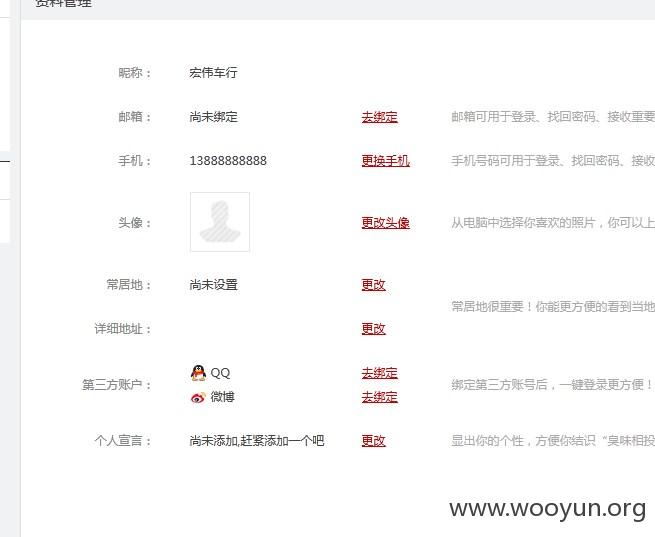 资料管理
昵称： 宏伟车行
邮箱： 尚未绑定 去绑定 邮箱可用于登录、找回密码、接收重要
手机： 13888888888 更换手机 手机号码可用于登录、找回密码、接收
头像： 更改头像 从电脑中选择你喜欢的照片，你可以上
常居地： 尚未设置 更改
常居地很重要！你能更方便的看到当地
详细地址： 更改
QQ 去绑定
第三方账户： 绑定第三方账号后，一键登录更方便！
微博 去绑定
个人宣言： 尚未添加,赶紧添加一个吧 更改 显出你的个性，方便你结识“臭味相投
www.wooyun.org